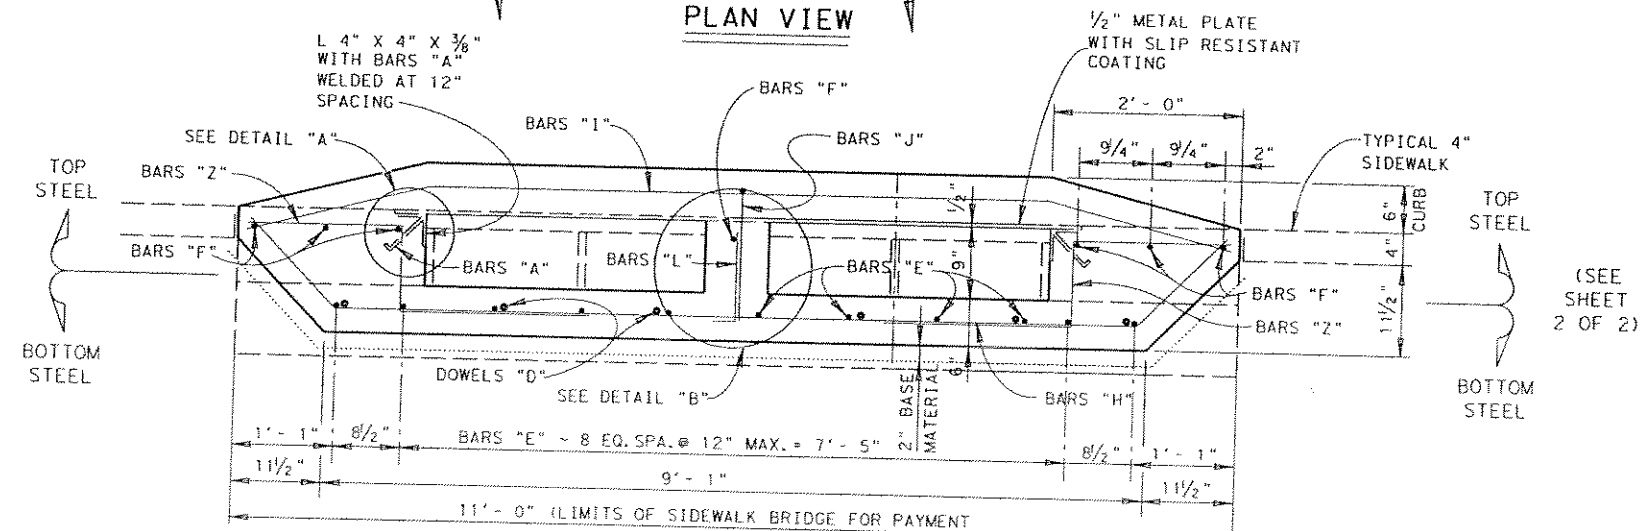 PLAN VIEW
L 4" X 4" X 3/8"
WITH BARS "A"
WELDED AT 12"
SPACING
1/2" METAL PLATE
WITH SLIP RESISTANT
COATING
BARS "F"
2'- 0"
SEE DETAIL "A"
BARS "I"
BARS "J"
TYPICAL 4"
SIDEWALK
9 1/4"
9 1/4"
2"
TOP
STEEL
BARS "Z"
6"
CURB
TOP
STEEL
1/2"
BARS "F"
BARS "A"
BARS "L"
9"
BARS "E"
4"
BARS "F"
11 1/2"
BARS "Z"
(SEE
SHEET
2 OF 2)
BOTTOM
STEEL
DOWELS "D"
SEE DETAIL "B"
2" BASE
MATERIAL
6"
BARS "H"
BOTTOM
STEEL
1'- 1"
8 1/2"
BARS "E" ~ 8 EQ. SPA. @ 12" MAX. = 7'- 5"
8 1/2"
1'- 1"
11 1/2"
9'- 1"
11 1/2"
11'- 0" (LIMITS OF SIDEWALK BRIDGE FOR PAYMENT